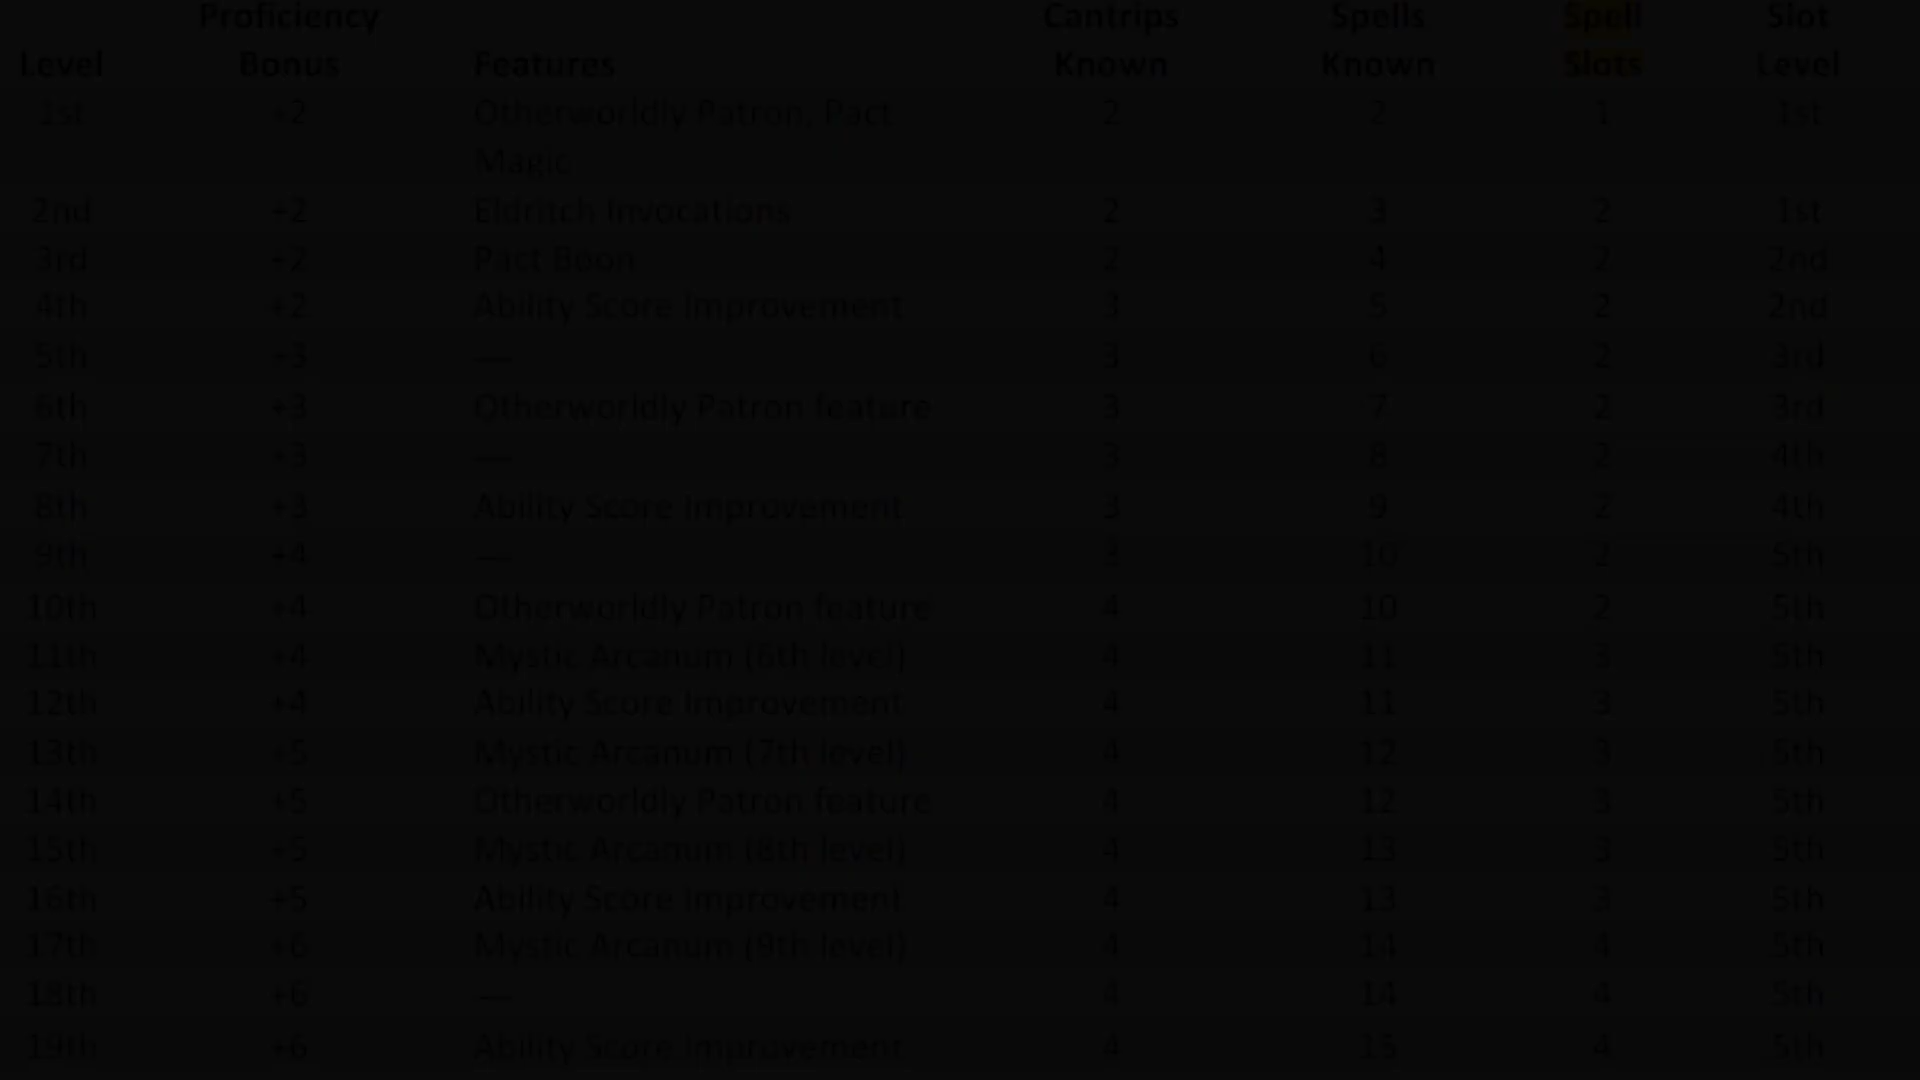 Proficiency Cantrips Spells Spell Slot
Level Bonus Features Known Known Slots Level
1st +2 Otherworldly Patron, Pact 2 2 1 1st
Magic
2nd +2 Eldritch Invocations 2 3 2 1st
3rd +2 Pact Boon 2 4 2 2nd
4th +2 Ability Score Improvement 3 5 2 2nd
5th +3 — 3 6 2 3rd
6th +3 Otherworldly Patron feature 3 7 2 3rd
7th +3 — 3 8 2 4th
8th +3 Ability Score Improvement 3 9 2 4th
9th +4 — 3 10 2 5th
10th +4 Otherworldly Patron feature 4 10 2 5th
11th +4 Mystic Arcanum (6th level) 4 11 3 5th
12th +4 Ability Score Improvement 4 11 3 5th
13th +5 Mystic Arcanum (7th level) 4 12 3 5th
14th +5 Otherworldly Patron feature 4 12 3 5th
15th +5 Mystic Arcanum (8th level) 4 13 3 5th
16th +5 Ability Score Improvement 4 13 3 5th
17th +6 Mystic Arcanum (9th level) 4 14 4 5th
18th +6 — 4 14 4 5th
19th +6 Ability Score Improvement 4 15 4 5th